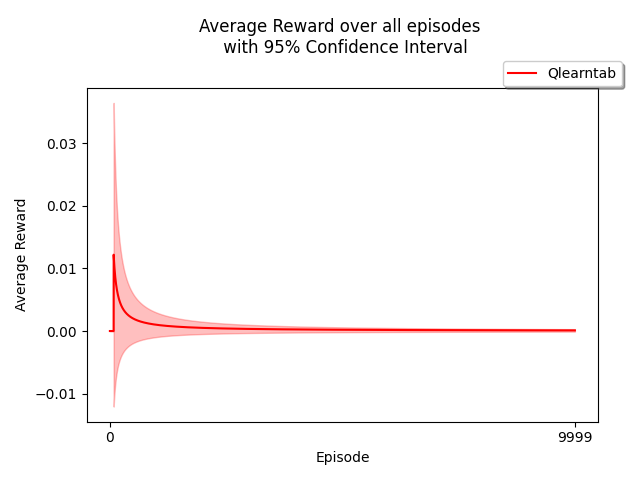 Average Reward over all episodes
with 95% Confidence Interval
Qlearntab
0.03
0.02
0.01
0.00
−0.01
Average Reward
0
9999
Episode